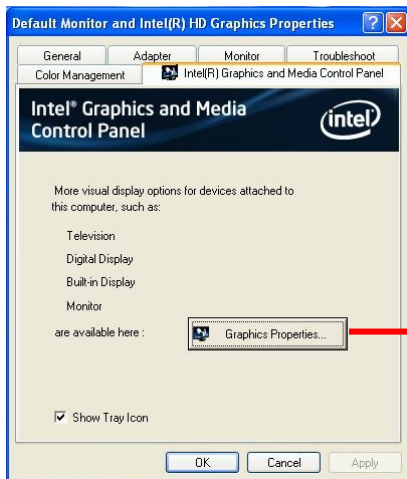 Default Monitor and Intel(R) HD Graphics Properties
General Adapter Monitor Troubleshoot
Color Management Intel(R) Graphics and Media Control Panel
Intel® Graphics and Media
Control Panel
intel
More visual display options for devices attached to
this computer, such as:
Television
Digital Display
Built-in Display
Monitor
are available here : Graphics Properties...
Show Tray Icon
OK Cancel Apply